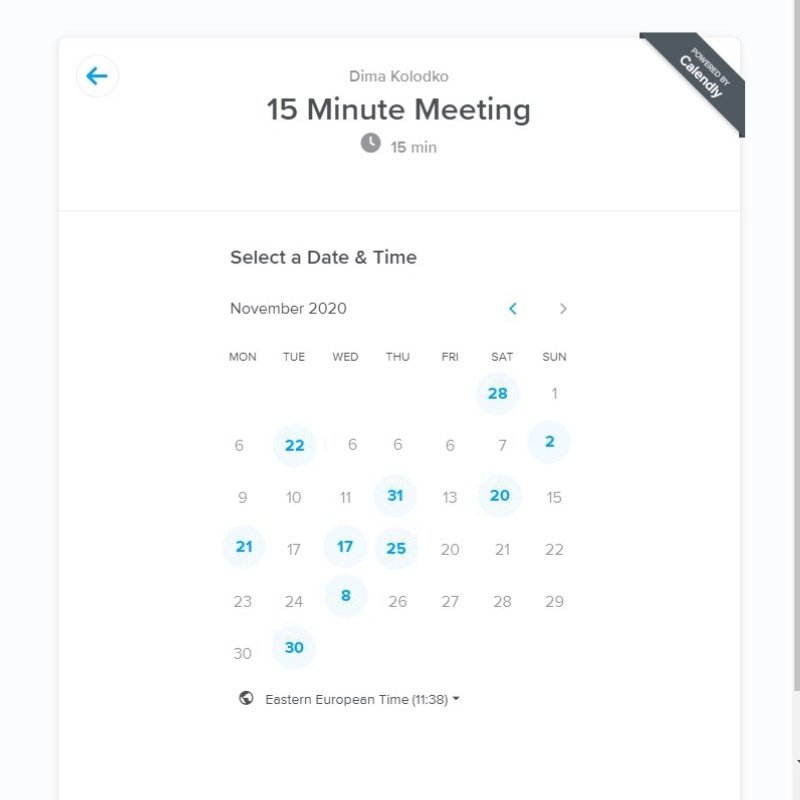 POWERED BY
Calendly
Dima Kolodko
15 Minute Meeting
15 min
Select a Date & Time
November 2020
MON TUE WED THU FRI SAT SUN
28 1
6 22 6 6 6 7 2
9 10 11 31 13 20 15
21 17 17 25 20 21 22
23 24 8 26 27 28 29
30 30
Eastern European Time (11:38)